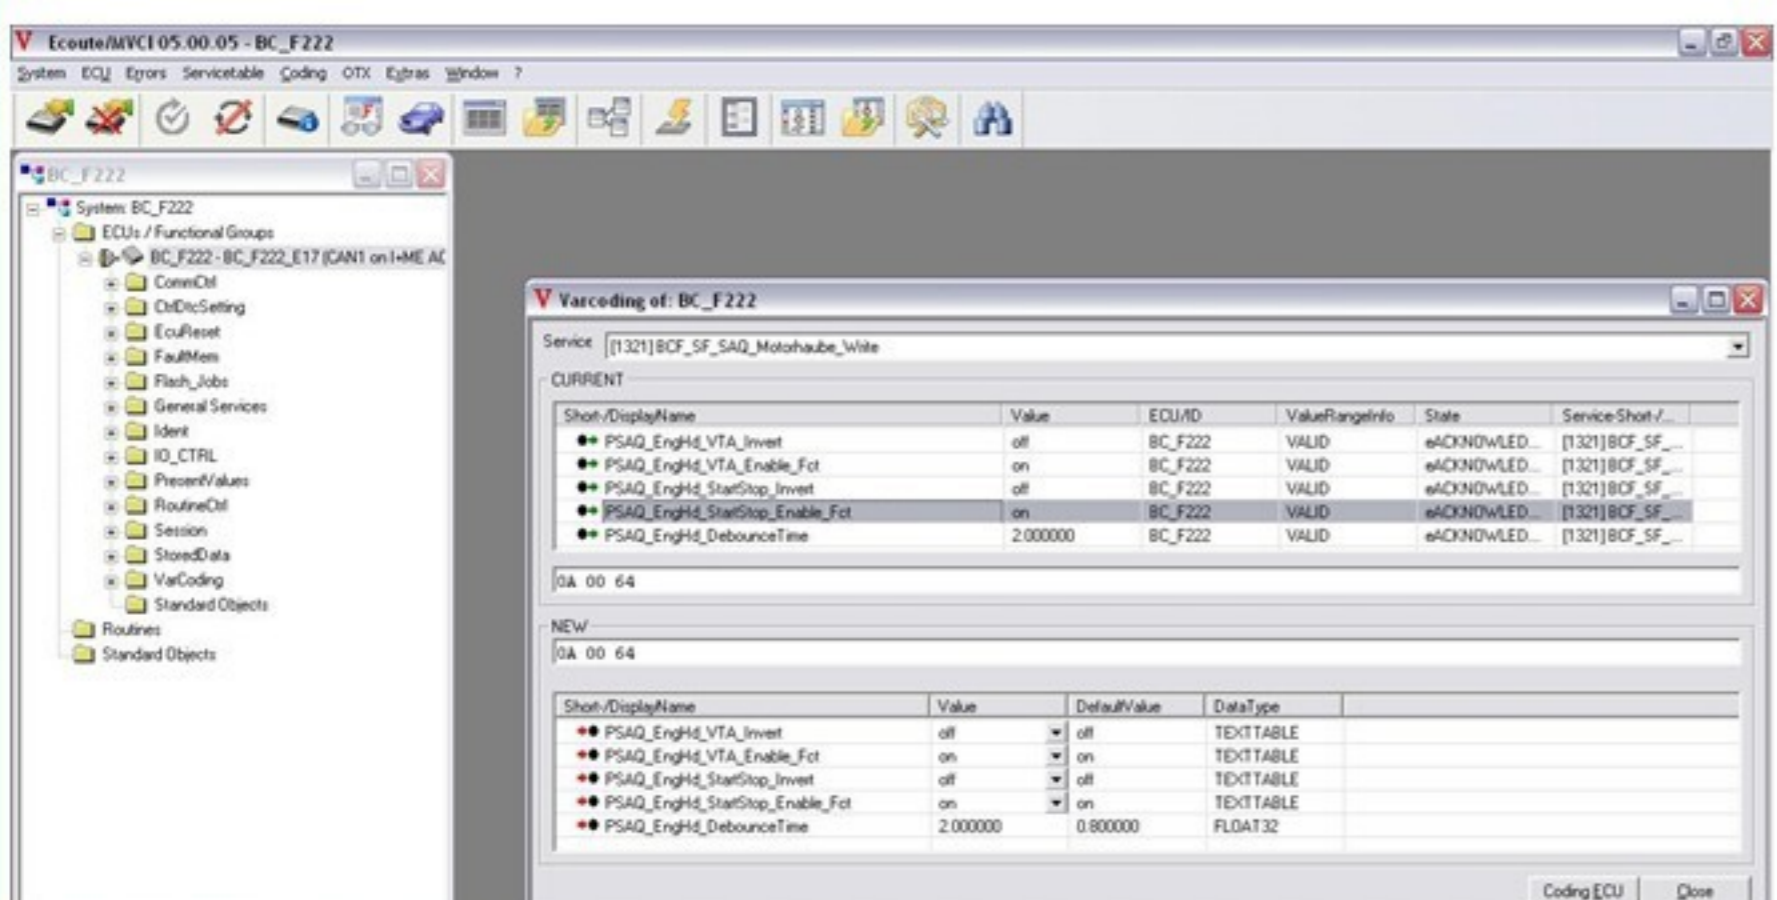 Ecoute/MVCI 05.00.05 - BC_F222
System ECU Errors Servicetable Coding OTX Extras Window ?
BC_F222
System: BC_F222
ECUs / Functional Groups
BC_F222 - BC_F222_E17 (CAN1 on I+ME AC
CommCtrl
CtrlDtcSetting
EcuReset
FaultMem
Flash_Jobs
General Services
Ident
IO_CTRL
PresentValues
RoutineCtrl
Session
StoredData
VarCoding
Standard Objects
Routines
Standard Objects
Varcoding of: BC_F222
Service [1321] BCF_SF_SAQ_Motorhaube_Write
CURRENT
Short-/DisplayName Value ECU/ID ValueRangeInfo State Service-Short-/...
PSAQ_EngHd_VTA_Invert off BC_F222 VALID eACKNOWLED... [1321] BCF_SF_...
PSAQ_EngHd_VTA_Enable_Fct on BC_F222 VALID eACKNOWLED... [1321] BCF_SF_...
PSAQ_EngHd_StartStop_Invert off BC_F222 VALID eACKNOWLED... [1321] BCF_SF_...
PSAQ_EngHd_StartStop_Enable_Fct on BC_F222 VALID eACKNOWLED... [1321] BCF_SF_...
PSAQ_EngHd_DebounceTime 2.000000 BC_F222 VALID eACKNOWLED... [1321] BCF_SF_...
0A 00 64
NEW
0A 00 64
Short-/DisplayName Value DefaultValue DataType
PSAQ_EngHd_VTA_Invert off off TEXTTABLE
PSAQ_EngHd_VTA_Enable_Fct on on TEXTTABLE
PSAQ_EngHd_StartStop_Invert off off TEXTTABLE
PSAQ_EngHd_StartStop_Enable_Fct on on TEXTTABLE
PSAQ_EngHd_DebounceTime 2.000000 0.800000 FLOAT32
Coding ECU Close